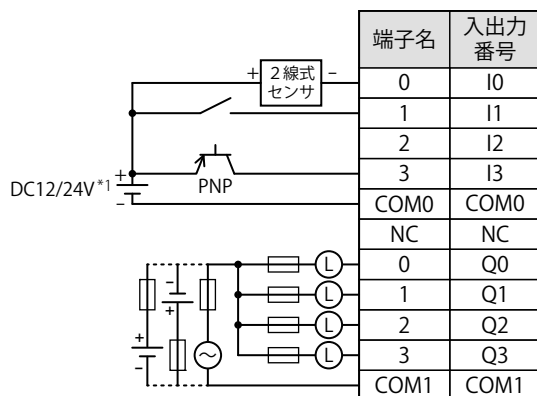 端子名 入出力
番号
+ 2線式
センサ − 0 I0
1 I1
2 I2
PNP 3 I3
DC12/24V*1 + − COM0 COM0
NC NC
L 0 Q0
L 1 Q1
L 2 Q2
L 3 Q3
− + + − COM1 COM1